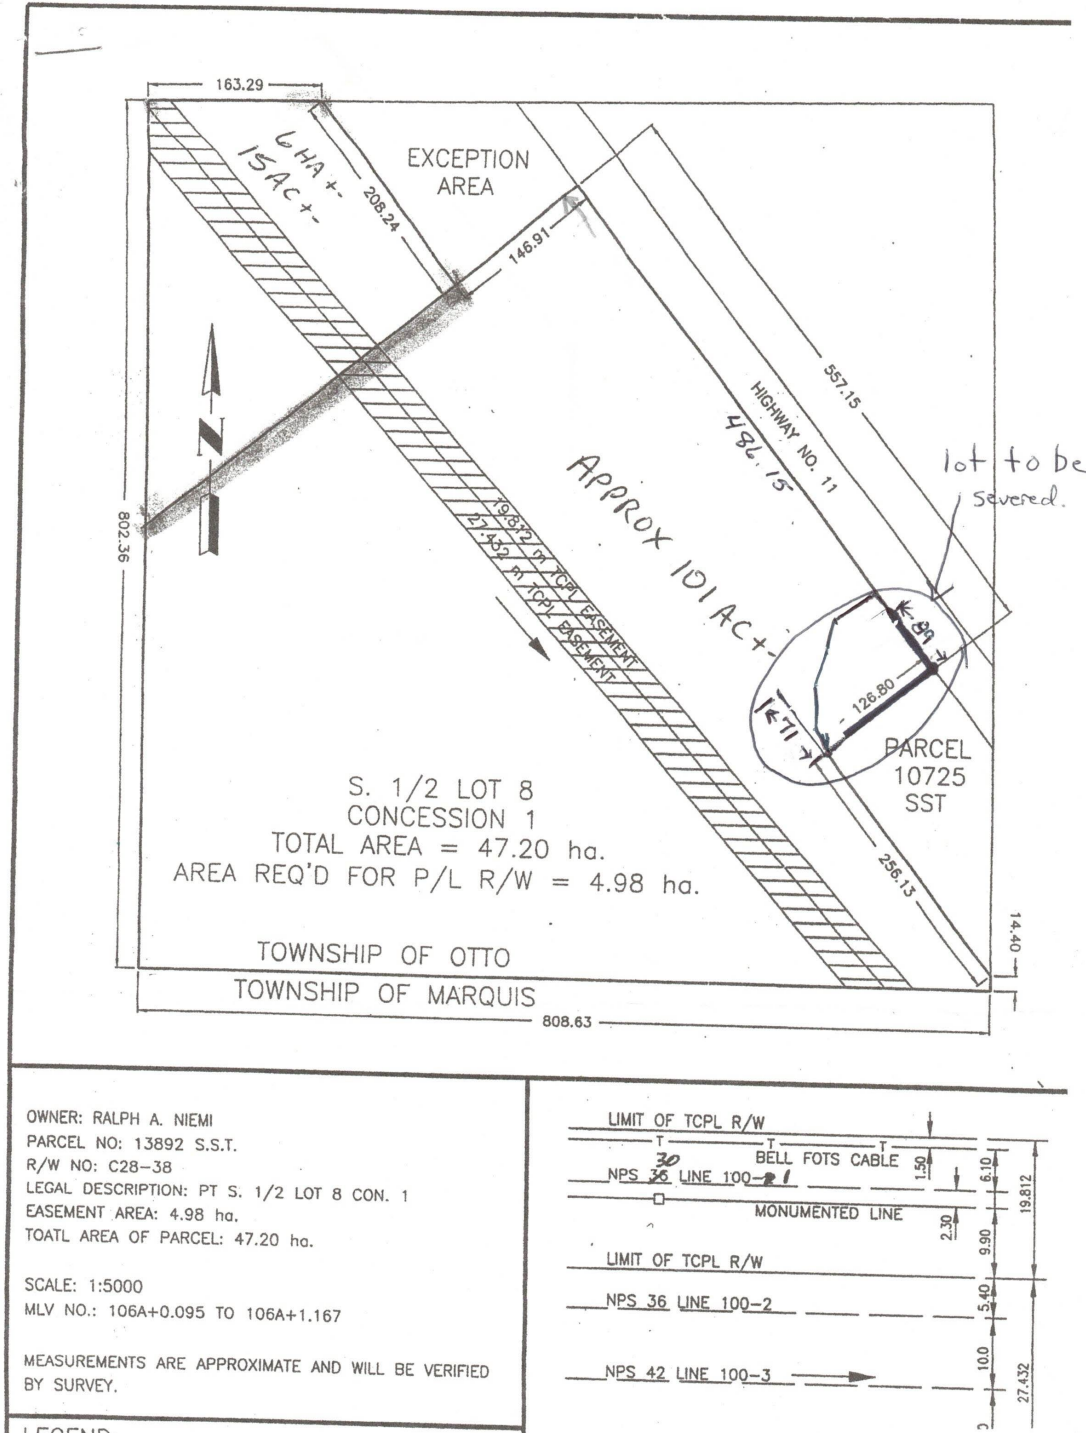 163.29
6 HA +-
15 AC +-
208.24
EXCEPTION
AREA
146.91
557.15
HIGHWAY NO. 11
486.15
lot to be
severed.
N
802.36
APPROX 101 AC +-
19.812 m TCPL EASEMENT
27.432 m TCPL EASEMENT
89
126.80
71
PARCEL
10725
SST
S. 1/2 LOT 8
CONCESSION 1
TOTAL AREA = 47.20 ha.
AREA REQ'D FOR P/L R/W = 4.98 ha.
256.13
14.40
TOWNSHIP OF OTTO
TOWNSHIP OF MARQUIS
808.63
OWNER: RALPH A. NIEMI
PARCEL NO: 13892 S.S.T.
R/W NO: C28-38
LEGAL DESCRIPTION: PT S. 1/2 LOT 8 CON. 1
EASEMENT AREA: 4.98 ha.
TOATL AREA OF PARCEL: 47.20 ha.
SCALE: 1:5000
MLV NO.: 106A+0.095 TO 106A+1.167
MEASUREMENTS ARE APPROXIMATE AND WILL BE VERIFIED
BY SURVEY.
LIMIT OF TCPL R/W
T T T
BELL FOTS CABLE
30
NPS 36 LINE 100-1
MONUMENTED LINE
LIMIT OF TCPL R/W
NPS 36 LINE 100-2
NPS 42 LINE 100-3
1.50
6.10
19.812
2.30
9.90
5.40
10.0
27.432
LEGEND